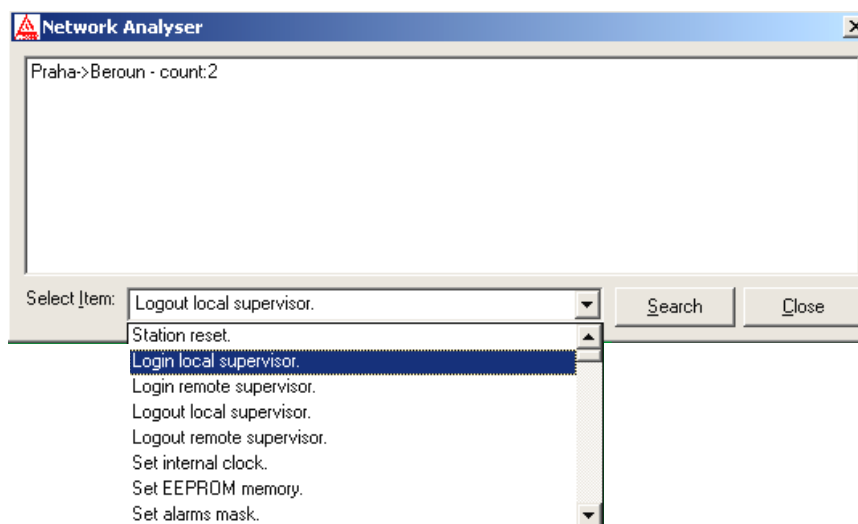 Network Analyser
Praha->Beroun - count:2
Select Item: Logout local supervisor. Search Close
Station reset.
Login local supervisor.
Login remote supervisor.
Logout local supervisor.
Logout remote supervisor.
Set internal clock.
Set EEPROM memory.
Set alarms mask.